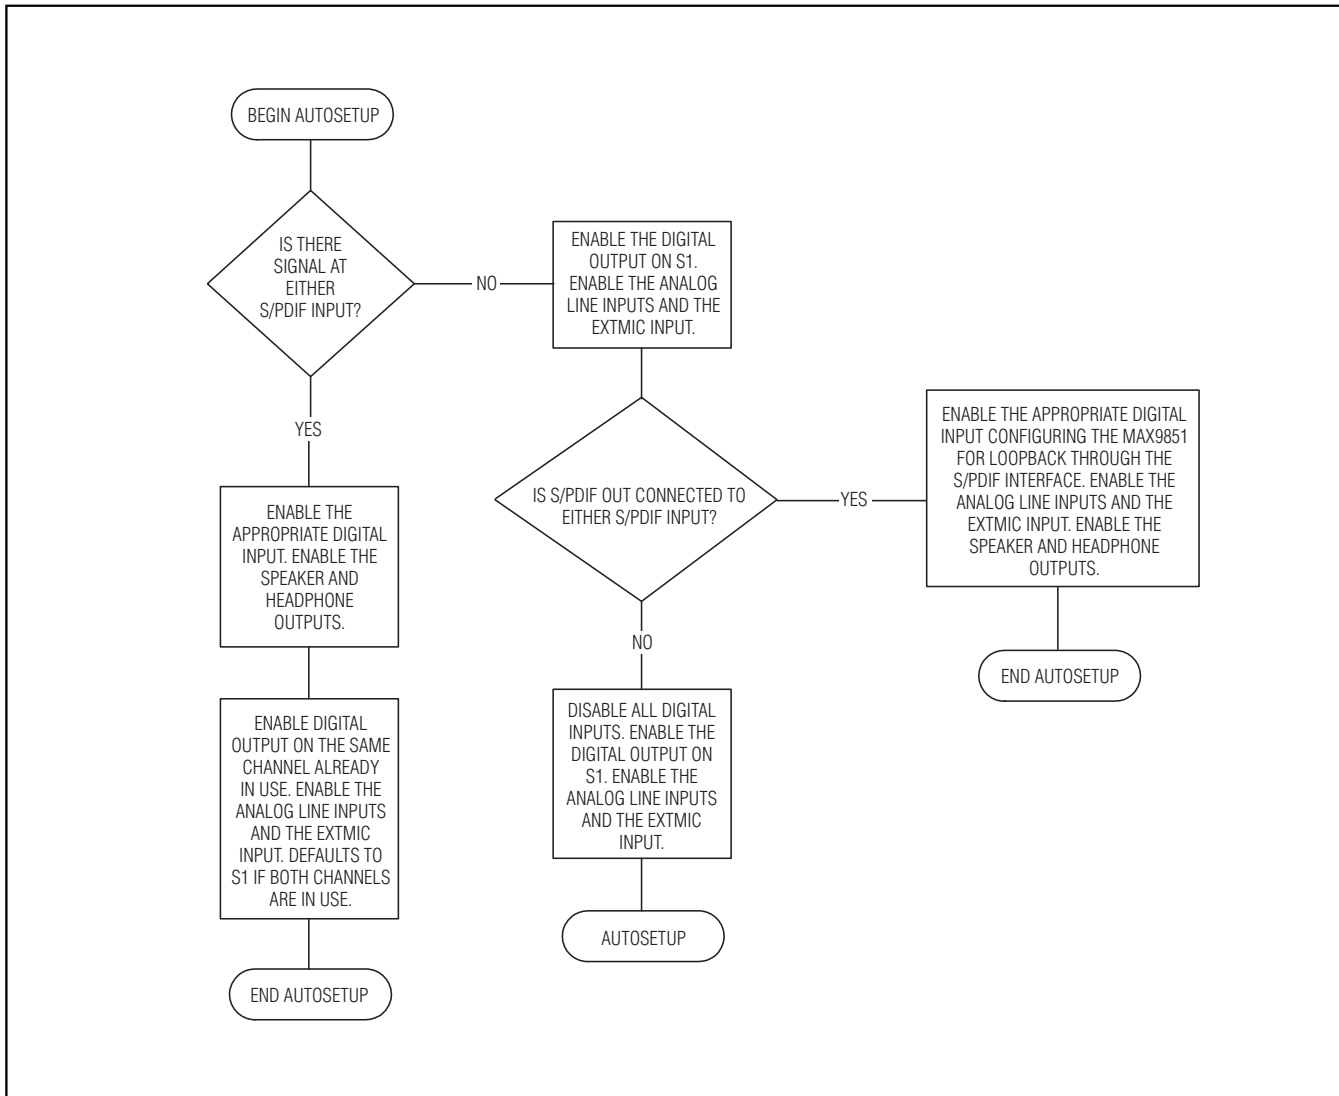 BEGIN AUTOSETUP
IS THERE
SIGNAL AT
EITHER
S/PDIF INPUT?
NO
ENABLE THE DIGITAL
OUTPUT ON S1.
ENABLE THE ANALOG
LINE INPUTS AND THE
EXTMIC INPUT.
YES
ENABLE THE
APPROPRIATE DIGITAL
INPUT. ENABLE THE
SPEAKER AND
HEADPHONE
OUTPUTS.
ENABLE DIGITAL
OUTPUT ON THE SAME
CHANNEL ALREADY
IN USE. ENABLE THE
ANALOG LINE INPUTS
AND THE EXTMIC
INPUT. DEFAULTS TO
S1 IF BOTH CHANNELS
ARE IN USE.
END AUTOSETUP
IS S/PDIF OUT CONNECTED TO
EITHER S/PDIF INPUT?
YES
ENABLE THE APPROPRIATE DIGITAL
INPUT CONFIGURING THE MAX9851
FOR LOOPBACK THROUGH THE
S/PDIF INTERFACE. ENABLE THE
ANALOG LINE INPUTS AND THE
EXTMIC INPUT. ENABLE THE
SPEAKER AND HEADPHONE
OUTPUTS.
END AUTOSETUP
NO
DISABLE ALL DIGITAL
INPUTS. ENABLE THE
DIGITAL OUTPUT ON
S1. ENABLE THE
ANALOG LINE INPUTS
AND THE EXTMIC
INPUT.
AUTOSETUP